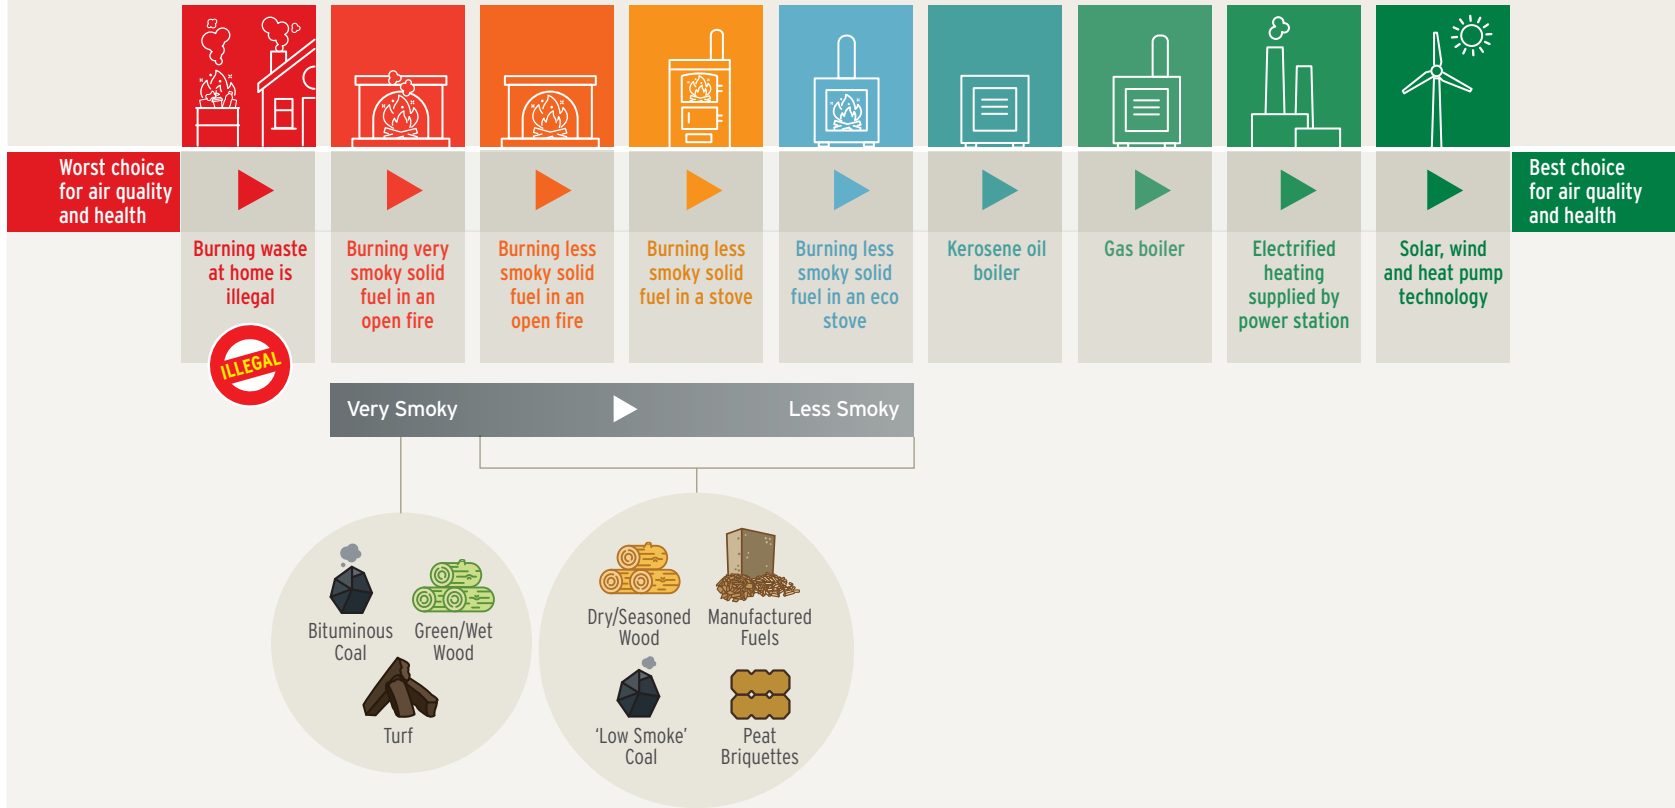 Worst choice
for air quality
and health
Best choice
for air quality
and health
Burning waste
at home is
illegal
ILLEGAL
Burning very
smoky solid
fuel in an
open fire
Burning less
smoky solid
fuel in an
open fire
Burning less
smoky solid
fuel in a stove
Burning less
smoky solid
fuel in an eco
stove
Kerosene oil
boiler
Gas boiler
Electrified
heating
supplied by
power station
Solar, wind
and heat pump
technology
Very Smoky
Less Smoky
Bituminous
Coal
Green/Wet
Wood
Turf
Dry/Seasoned
Wood
Manufactured
Fuels
‘Low Smoke’
Coal
Peat
Briquettes